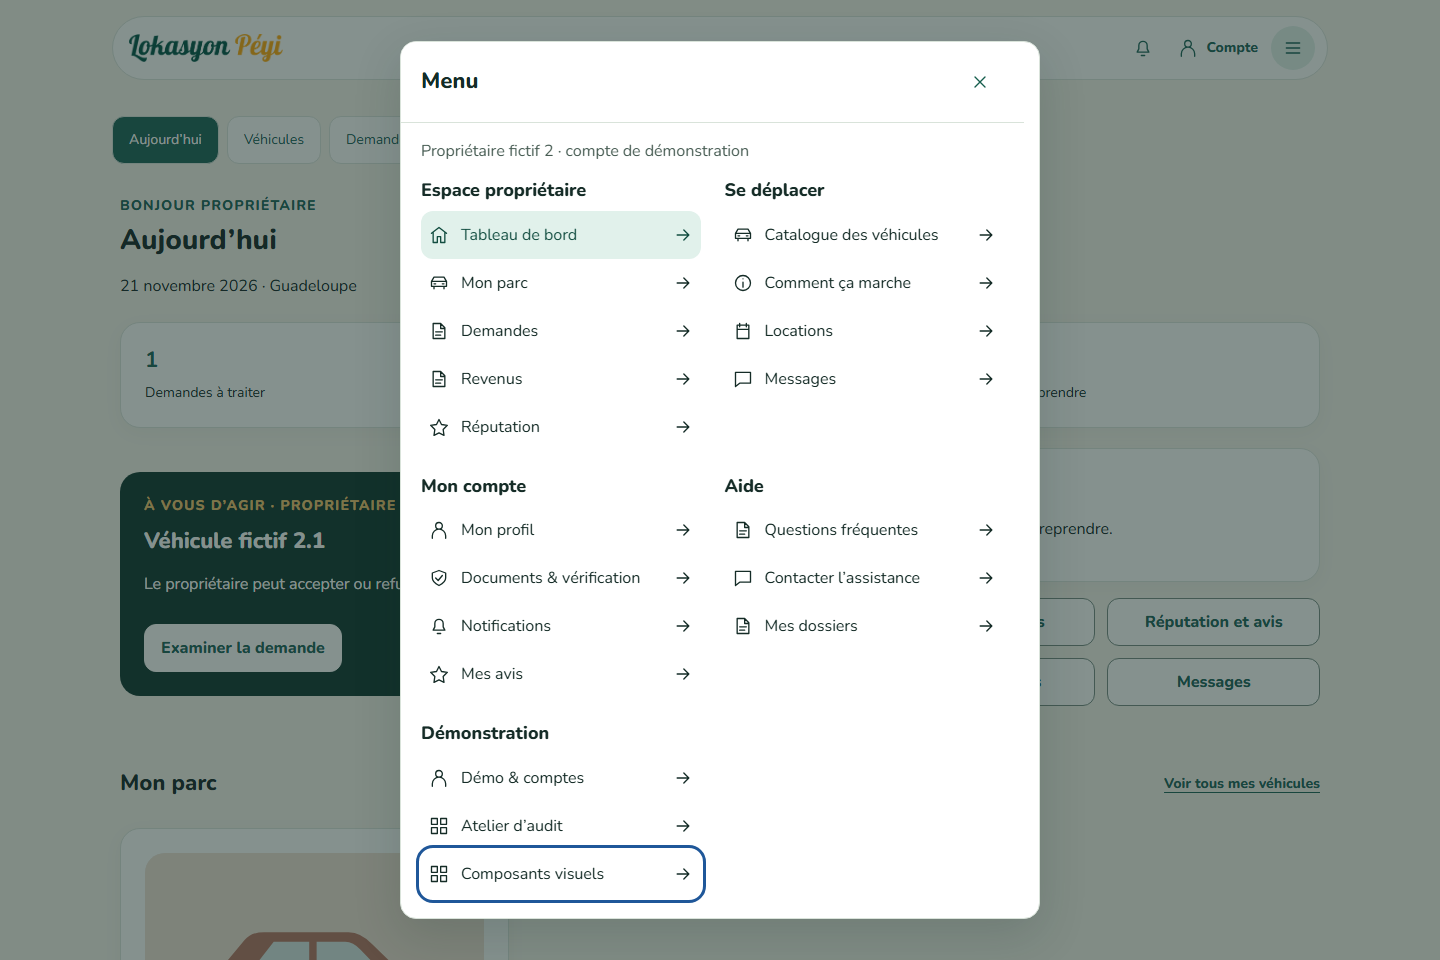 Lokasyon Péyi
Compte
Aujourd’hui
Véhicules
BONJOUR PROPRIÉTAIRE
Aujourd’hui
21 novembre 2026 · Guadeloupe
1
Demandes à traiter
À VOUS D’AGIR · PROPRIÉTAIRE
Véhicule fictif 2.1
Le propriétaire peut accepter ou
Examiner la demande
reprendre.
Réputation et avis
Messages
Mon parc
Voir tous mes véhicules
Menu
Propriétaire fictif 2 · compte de démonstration
Espace propriétaire
Tableau de bord
Mon parc
Demandes
Revenus
Réputation
Se déplacer
Catalogue des véhicules
Comment ça marche
Locations
Messages
Mon compte
Mon profil
Documents & vérification
Notifications
Mes avis
Aide
Questions fréquentes
Contacter l’assistance
Mes dossiers
Démonstration
Démo & comptes
Atelier d’audit
Composants visuels